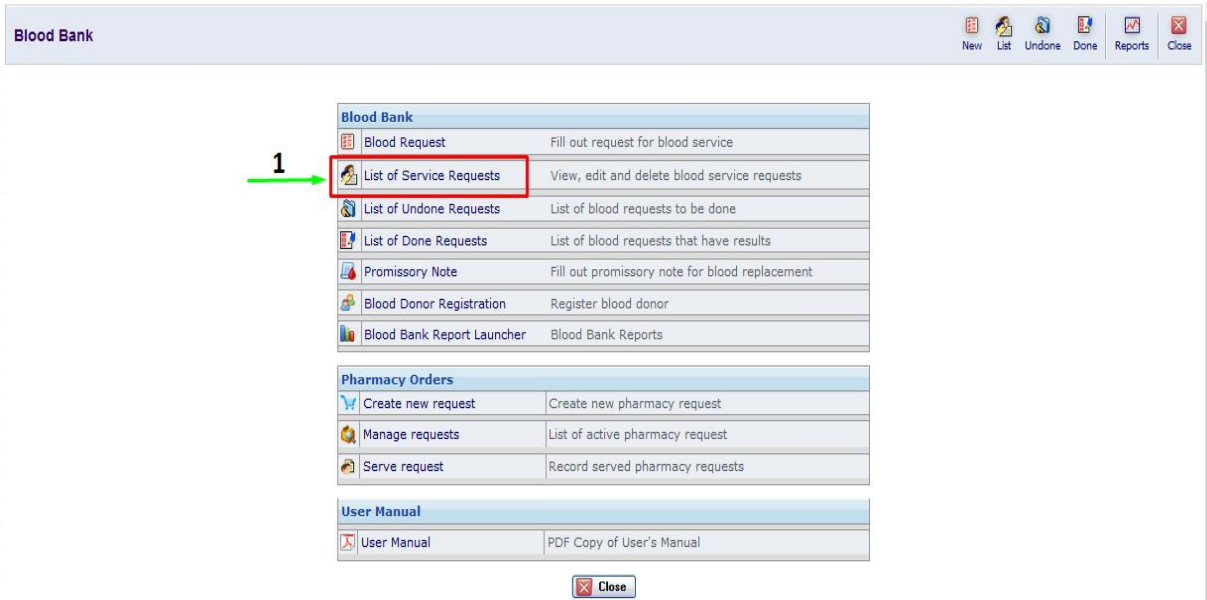 Blood Bank
New List Undone Done Reports Close
Blood Bank
Blood Request Fill out request for blood service
1
List of Service Requests View, edit and delete blood service requests
List of Undone Requests List of blood requests to be done
List of Done Requests List of blood requests that have results
Promissory Note Fill out promissory note for blood replacement
Blood Donor Registration Register blood donor
Blood Bank Report Launcher Blood Bank Reports
Pharmacy Orders
Create new request Create new pharmacy request
Manage requests List of active pharmacy request
Serve request Record served pharmacy requests
User Manual
User Manual PDF Copy of User's Manual
Close